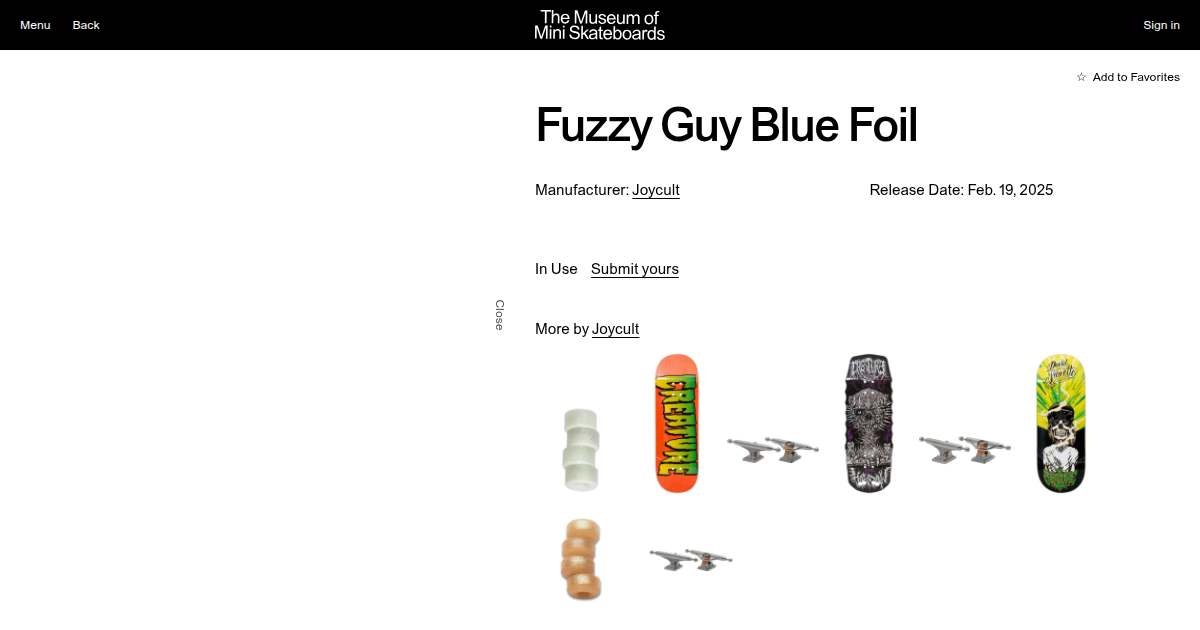 Menu
Back
The Museum of
Mini Skateboards
Sign in
☆ Add to Favorites
Fuzzy Guy Blue Foil
Manufacturer: Joycult
Release Date: Feb. 19, 2025
In Use
Submit yours
Close
More by Joycult
CREATURE